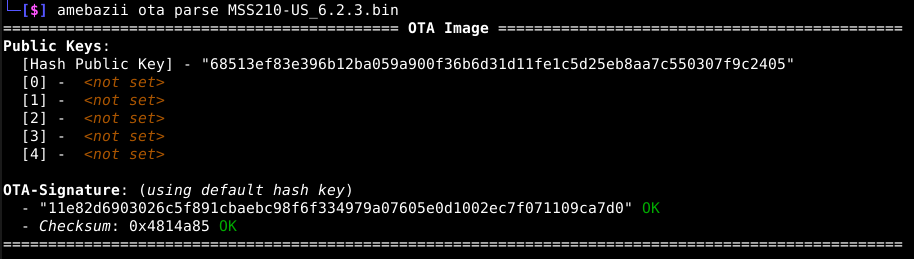 └─[$] amebazii ota parse MSS210-US_6.2.3.bin
============================================ OTA Image =============================================
Public Keys:
[Hash Public Key] - "68513ef83e396b12ba059a900f36b6d31d11fe1c5d25eb8aa7c550307f9c2405"
[0] - <not set>
[1] - <not set>
[2] - <not set>
[3] - <not set>
[4] - <not set>
OTA-Signature: (using default hash key)
- "11e82d6903026c5f891cbaebc98f6f334979a07605e0d1002ec7f071109ca7d0" OK
- Checksum: 0x4814a85 OK
====================================================================================================